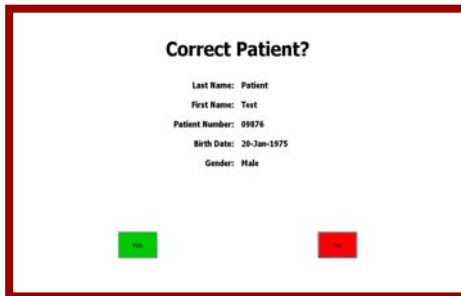 Correct Patient?
Last Name: Patient
First Name: Test
Patient Number: 09876
Birth Date: 20-Jan-1975
Gender: Male
Yes No